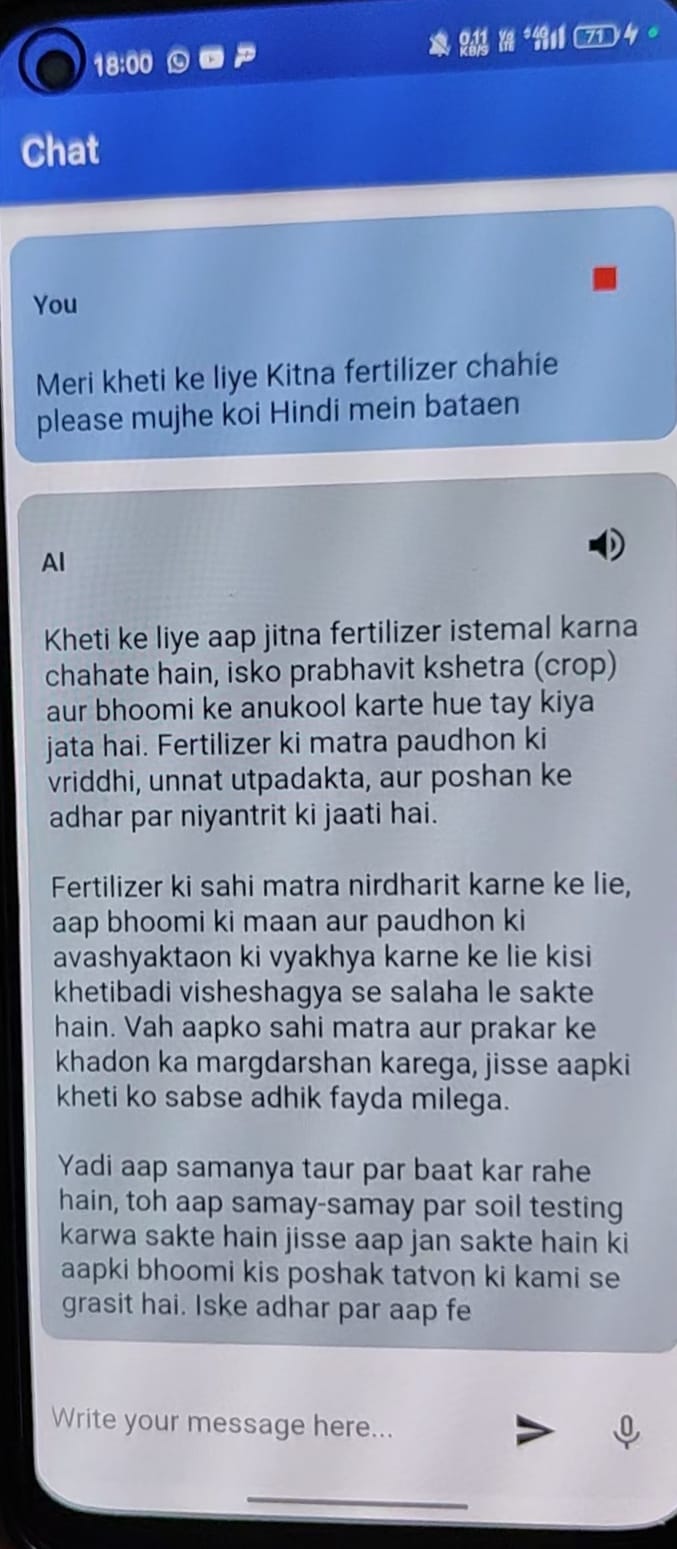 18:00
0.11
KB/S
4G
71
Chat
You
Meri kheti ke liye Kitna fertilizer chahie
please mujhe koi Hindi mein bataen
AI
Kheti ke liye aap jitna fertilizer istemal karna
chahate hain, isko prabhavit kshetra (crop)
aur bhoomi ke anukool karte hue tay kiya
jata hai. Fertilizer ki matra paudhon ki
vriddhi, unnat utpadakta, aur poshan ke
adhar par niyantrit ki jaati hai.
Fertilizer ki sahi matra nirdharit karne ke lie,
aap bhoomi ki maan aur paudhon ki
avashyaktaon ki vyakhya karne ke lie kisi
khetibadi visheshagya se salaha le sakte
hain. Vah aapko sahi matra aur prakar ke
khadon ka margdarshan karega, jisse aapki
kheti ko sabse adhik fayda milega.
Yadi aap samanya taur par baat kar rahe
hain, toh aap samay-samay par soil testing
karwa sakte hain jisse aap jan sakte hain ki
aapki bhoomi kis poshak tatvon ki kami se
grasit hai. Iske adhar par aap fe
Write your message here...